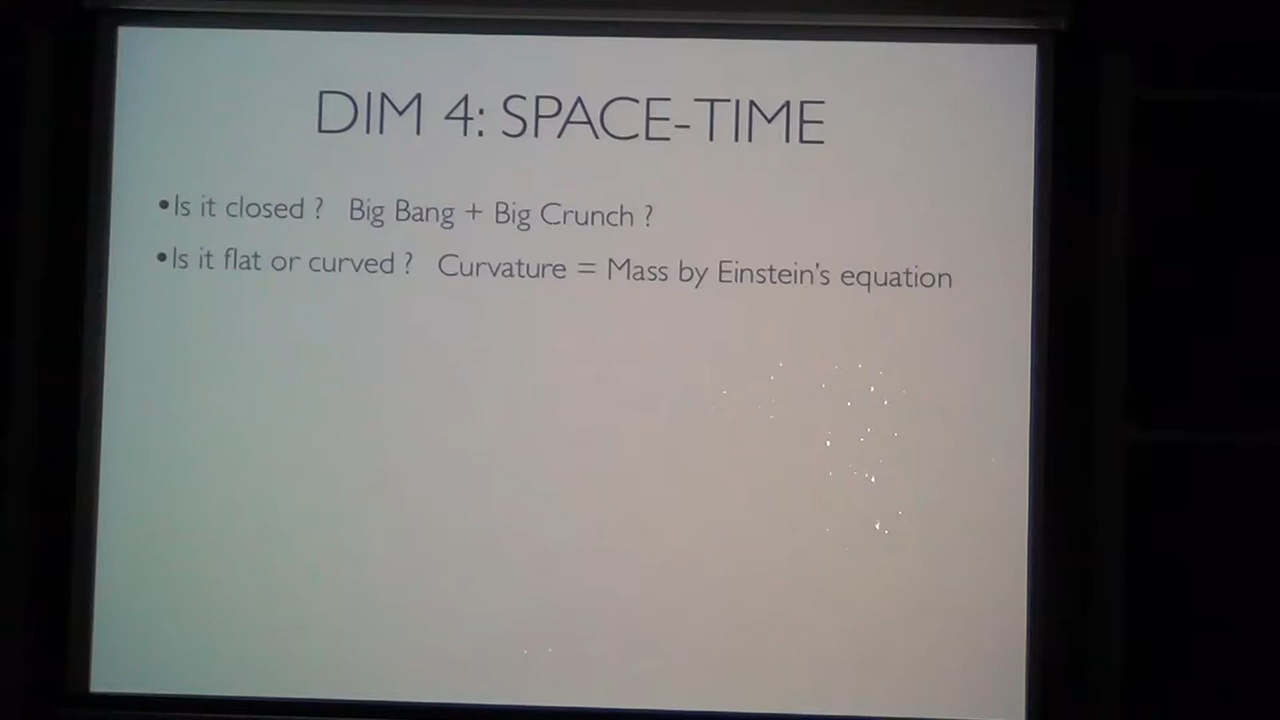 DIM 4: SPACE-TIME
•Is it closed ? Big Bang + Big Crunch ?
•Is it flat or curved ? Curvature = Mass by Einstein's equation